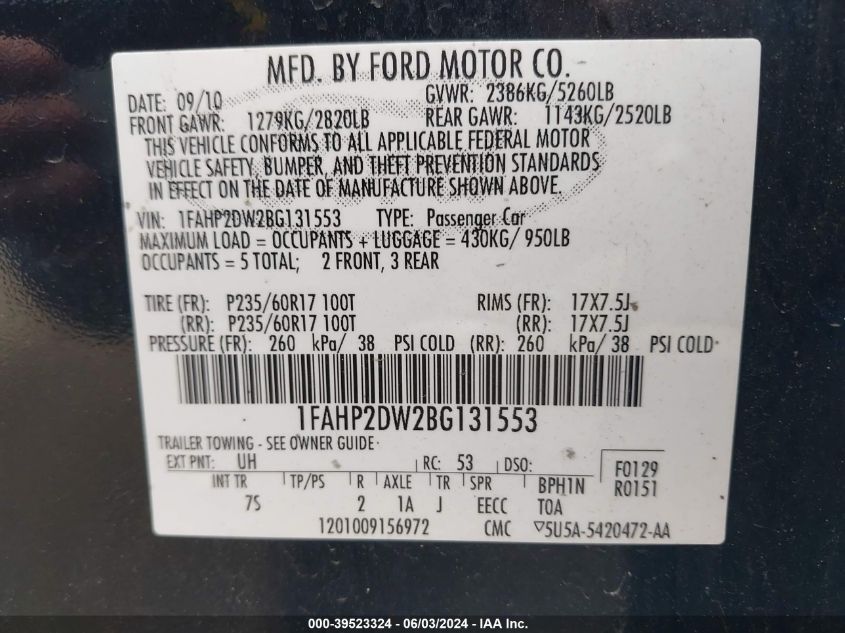 MFD. BY FORD MOTOR CO.
DATE: 09/10 GVWR: 2386KG/5260LB
FRONT GAWR: 1279KG/2820LB REAR GAWR: 1143KG/2520LB
THIS VEHICLE CONFORMS TO ALL APPLICABLE FEDERAL MOTOR
VEHICLE SAFETY, BUMPER, AND THEFT PREVENTION STANDARDS
IN EFFECT ON THE DATE OF MANUFACTURE SHOWN ABOVE.
VIN: 1FAHP2DW2BG131553 TYPE: Passenger Car
MAXIMUM LOAD = OCCUPANTS + LUGGAGE = 430KG/ 950LB
OCCUPANTS = 5 TOTAL; 2 FRONT, 3 REAR
TIRE (FR): P235/60R17 100T RIMS (FR): 17X7.5J
(RR): P235/60R17 100T (RR): 17X7.5J
PRESSURE (FR): 260 kPa/ 38 PSI COLD (RR): 260 kPa/ 38 PSI COLD
1FAHP2DW2BG131553
TRAILER TOWING - SEE OWNER GUIDE
EXT PNT: UH RC: 53 DSO: F0129
INT TR TP/PS R AXLE TR SPR BPH1N R0151
7S 2 1A J EECC TOA
1201009156972 CMC ▽5U5A-5420472-AA
000-39523324 - 06/03/2024 - IAA Inc.